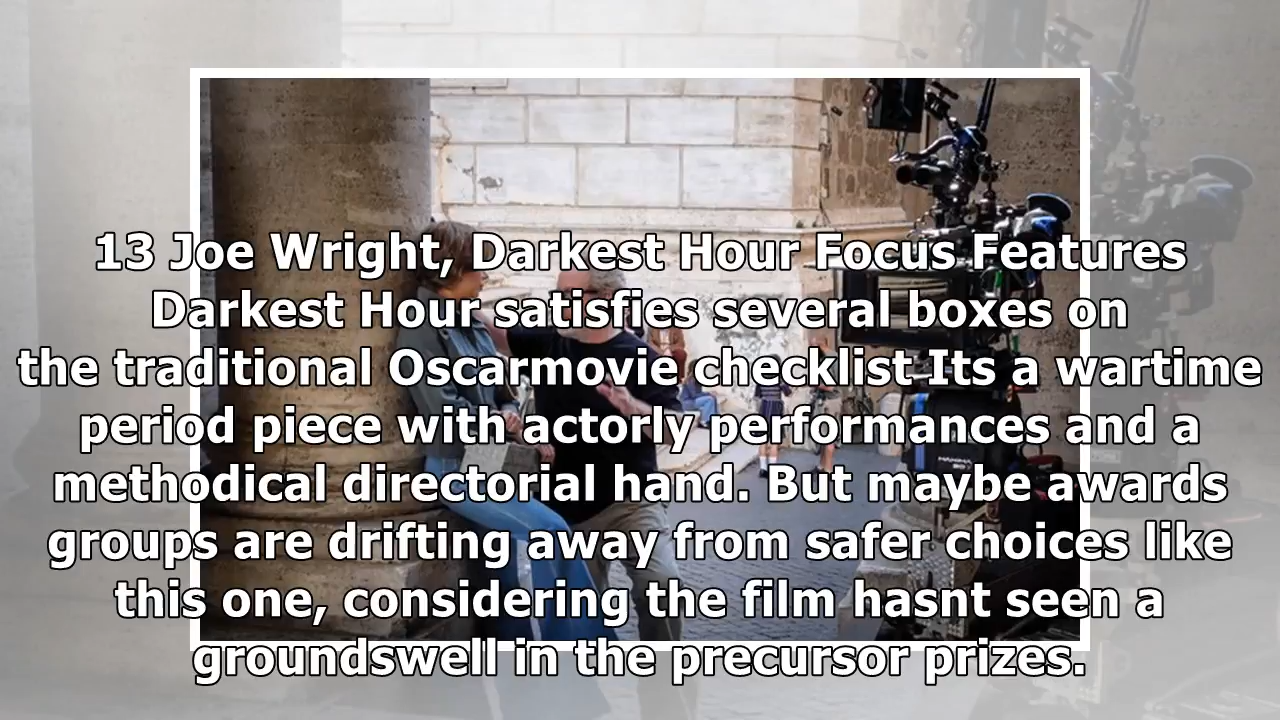 13 Joe Wright, Darkest Hour Focus Features
Darkest Hour satisfies several boxes on
the traditional Oscarmovie checklist Its a wartime
period piece with actorly performances and a
methodical directorial hand. But maybe awards
groups are drifting away from safer choices like
this one, considering the film hasnt seen a
groundswell in the precursor prizes.